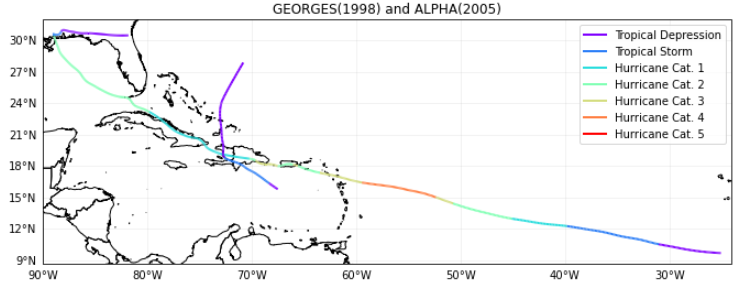 GEORGES(1998) and ALPHA(2005)
Tropical Depression
Tropical Storm
Hurricane Cat. 1
Hurricane Cat. 2
Hurricane Cat. 3
Hurricane Cat. 4
Hurricane Cat. 5
30°N
27°N
24°N
21°N
18°N
15°N
12°N
9°N
90°W 80°W 70°W 60°W 50°W 40°W 30°W